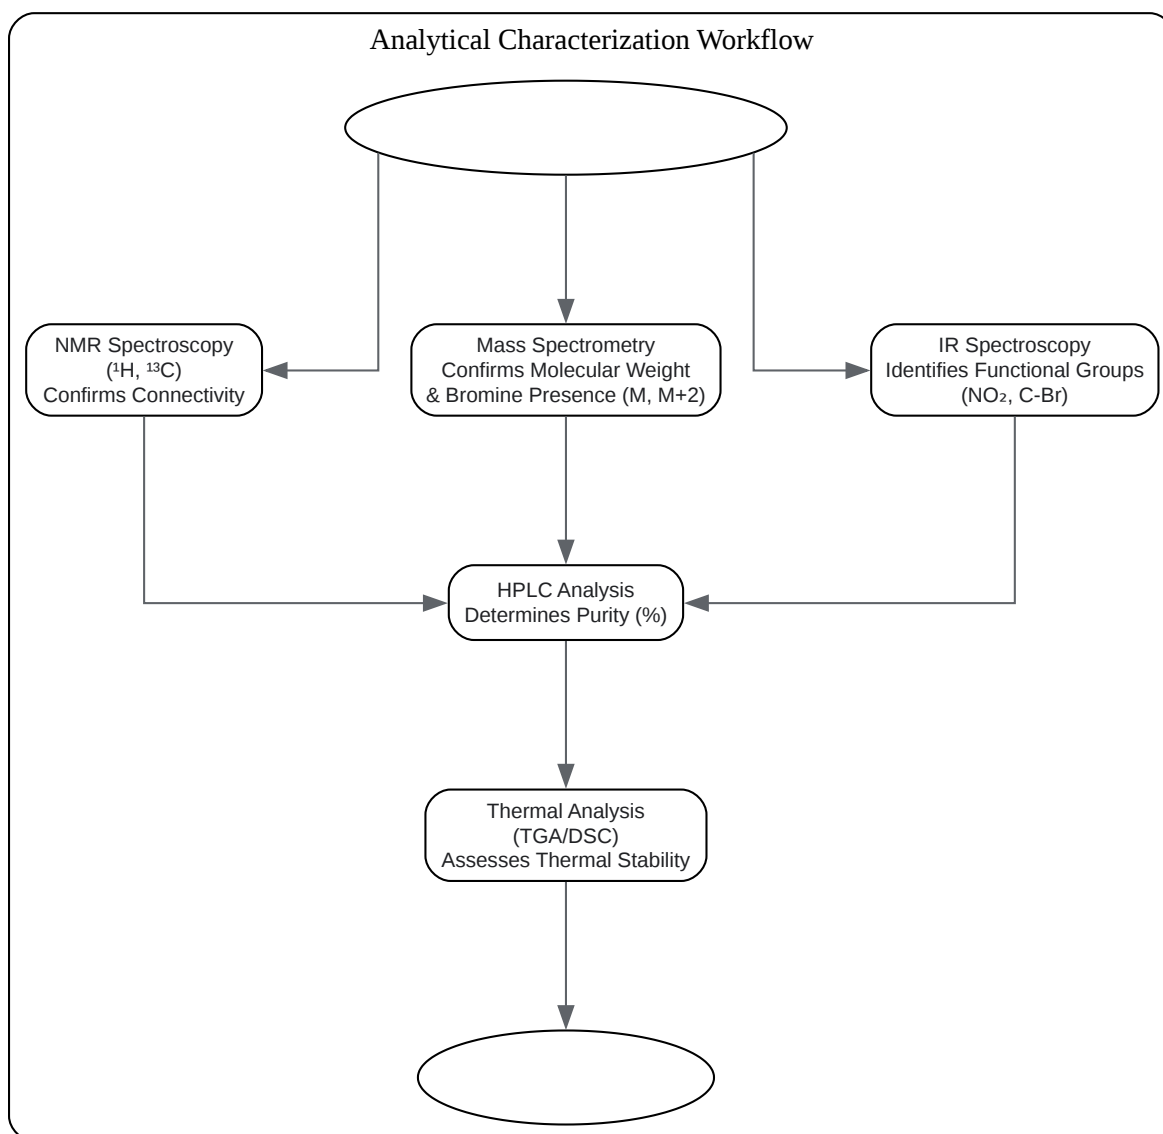 Analytical Characterization Workflow
NMR Spectroscopy
(¹H, ¹³C)
Confirms Connectivity
Mass Spectrometry
Confirms Molecular Weight
& Bromine Presence (M, M+2)
IR Spectroscopy
Identifies Functional Groups
(NO₂, C-Br)
HPLC Analysis
Determines Purity (%)
Thermal Analysis
(TGA/DSC)
Assesses Thermal Stability